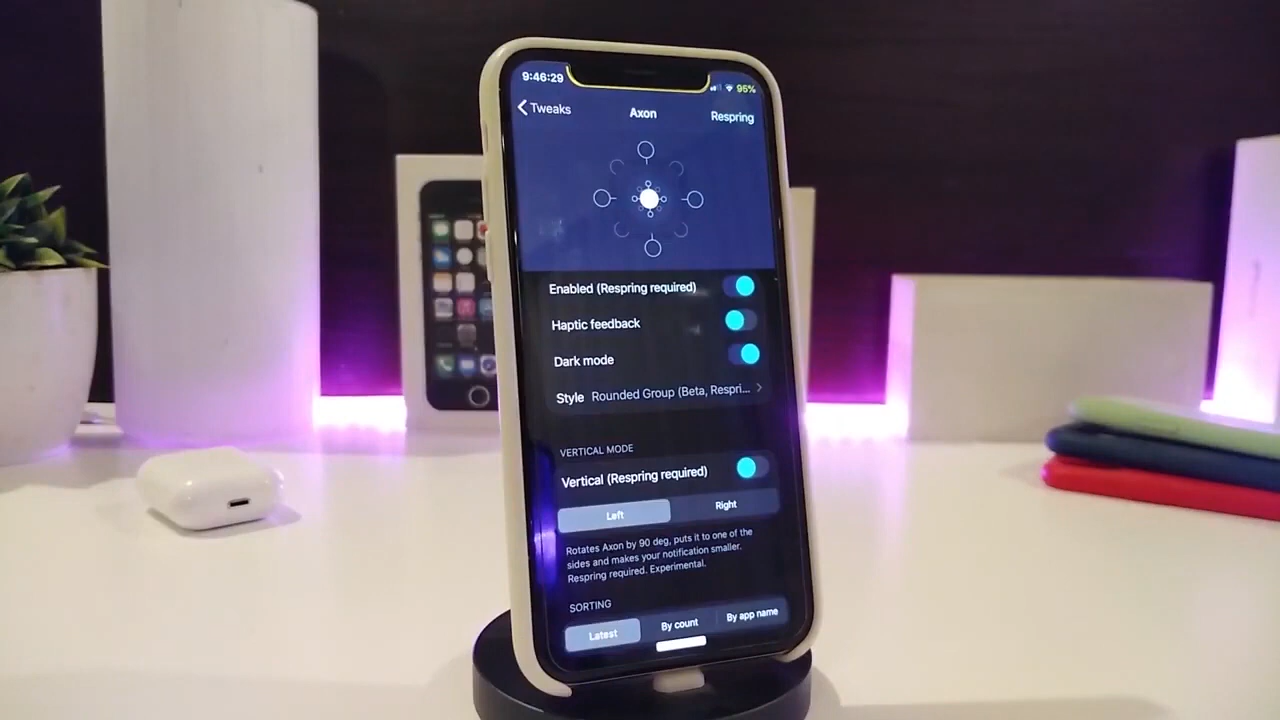 9:46:29
95%
Tweaks
Axon
Respring
Enabled (Respring required)
Haptic feedback
Dark mode
Style Rounded Group (Beta, Respri...
VERTICAL MODE
Vertical (Respring required)
Left
Right
Rotates Axon by 90 deg, puts it to one of the
sides and makes your notification smaller.
Respring required. Experimental.
SORTING
Latest
By count
By app name